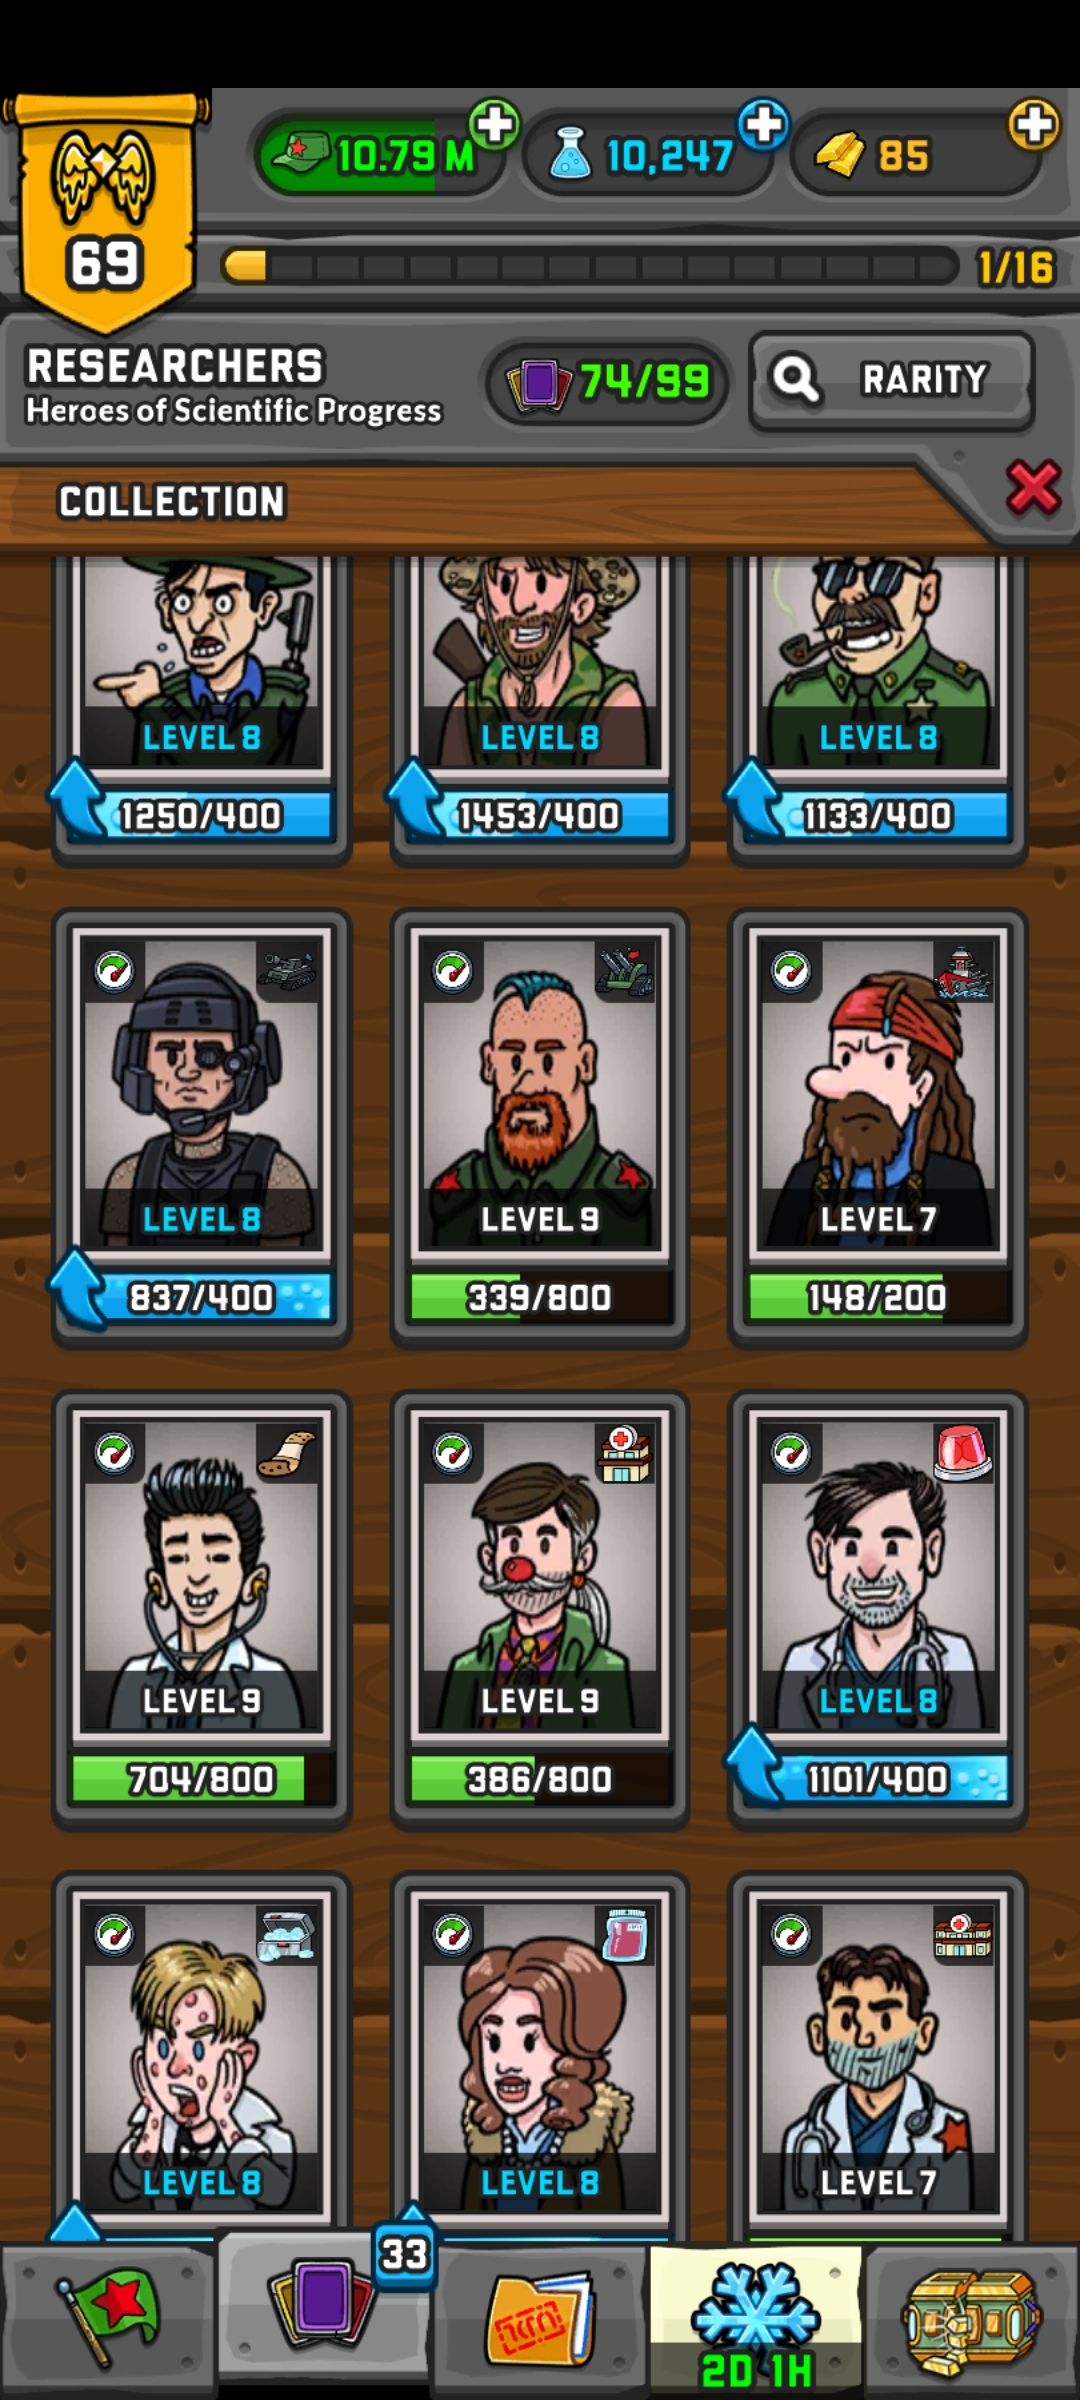 10.79 M
10,247
85
69
1/16
RESEARCHERS
Heroes of Scientific Progress
74/99
RARITY
COLLECTION
LEVEL 8
LEVEL 8
LEVEL 8
1250/400
1453/400
1133/400
LEVEL 8
LEVEL 9
LEVEL 7
837/400
339/800
148/200
LEVEL 9
LEVEL 9
LEVEL 8
704/800
386/800
1101/400
LEVEL 8
LEVEL 8
LEVEL 7
33
2D 1H